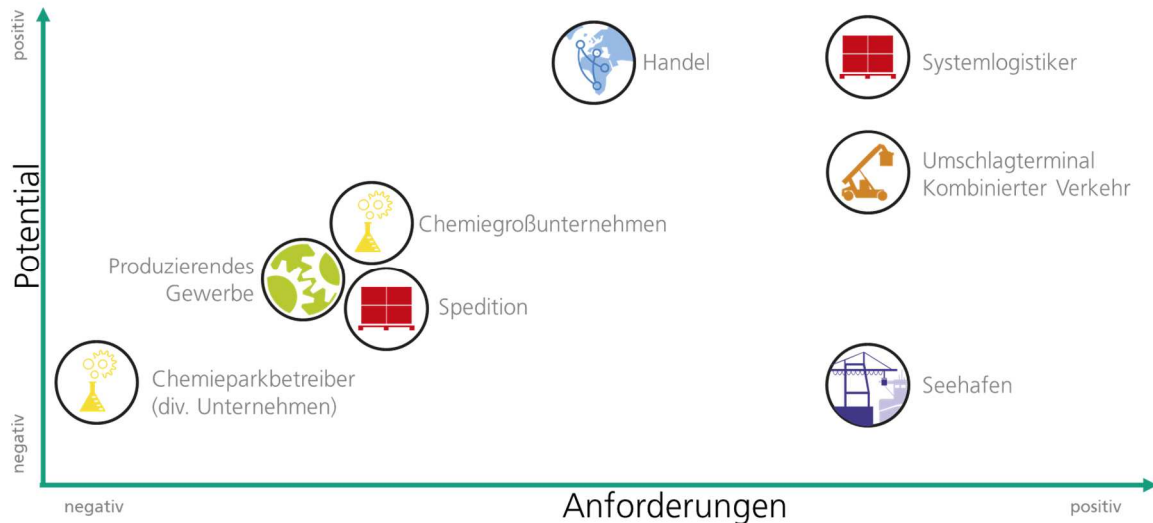 positiv
Potential
negativ
Handel
Systemlogistiker
Umschlagterminal
Kombinierter Verkehr
Chemiegroßunternehmen
Produzierendes
Gewerbe
Spedition
Chemieparkbetreiber
(div. Unternehmen)
Seehafen
negativ
Anforderungen
positiv